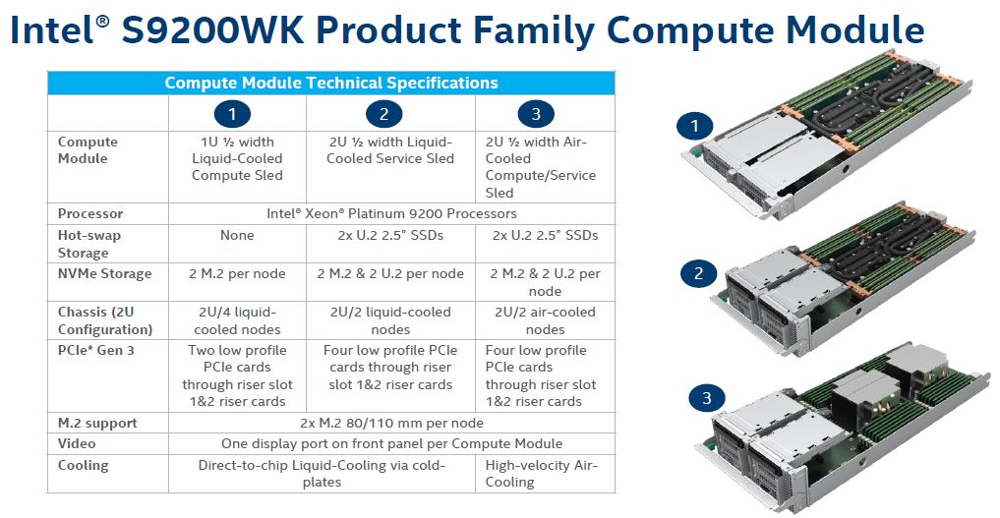 Intel® S9200WK Product Family Compute Module
Compute Module Technical Specifications
1
2
3
Compute
Module
1U ½ width
Liquid-Cooled
Compute Sled
2U ½ width Liquid-
Cooled Service Sled
2U ½ width Air-
Cooled
Compute/Service
Sled
Processor
Intel® Xeon® Platinum 9200 Processors
Hot-swap
Storage
None
2x U.2 2.5” SSDs
2x U.2 2.5” SSDs
NVMe Storage
2 M.2 per node
2 M.2 & 2 U.2 per node
2 M.2 & 2 U.2 per
node
Chassis (2U
Configuration)
2U/4 liquid-
cooled nodes
2U/2 liquid-cooled
nodes
2U/2 air-cooled
nodes
PCIe* Gen 3
Two low profile
PCIe cards
through riser slot
1&2 riser cards
Four low profile PCIe
cards through riser
slot 1&2 riser cards
Four low profile
PCIe cards
through riser slot
1&2 riser cards
M.2 support
2x M.2 80/110 mm per node
Video
One display port on front panel per Compute Module
Cooling
Direct-to-chip Liquid-Cooling via cold-
plates
High-velocity Air-
Cooling
1
2
3